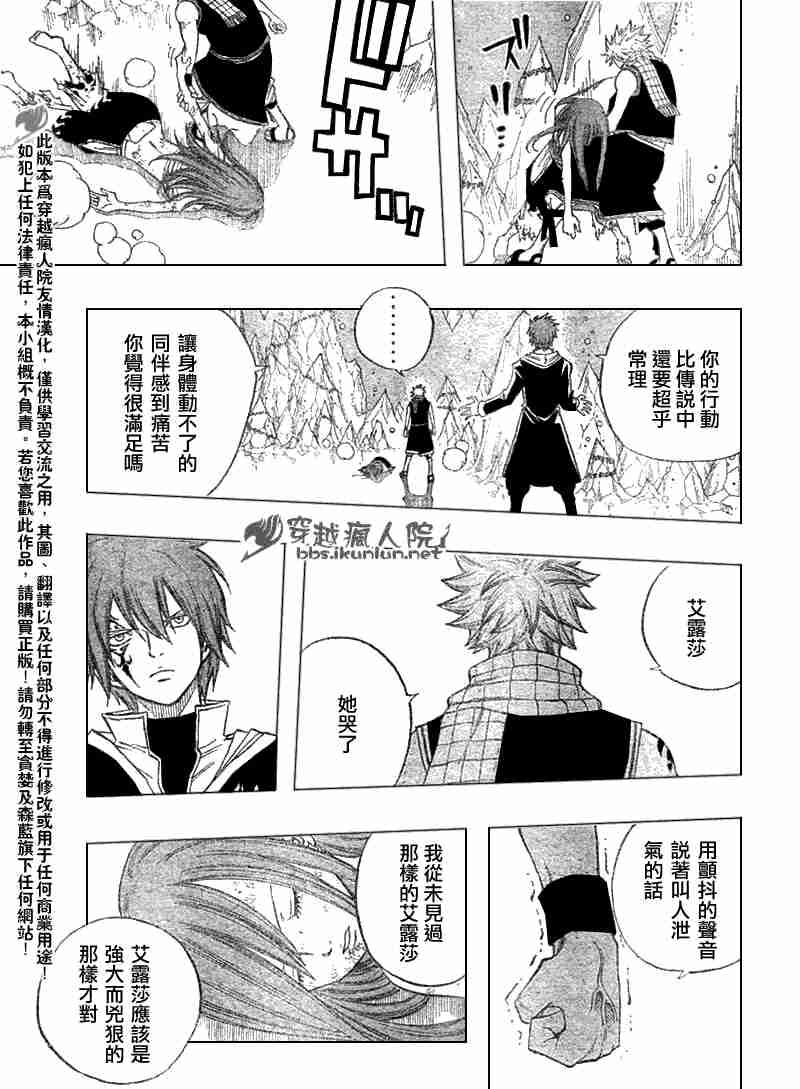 ヨレ
ド
ギュ
你的行動
比傳說中
還要超乎
常理
⋯⋯
讓身體動不了的
同伴感到痛苦
你覺得很滿足嗎
艾露莎
她哭了
用顫抖的聲音
説著叫人泄
氣的話
我從未見過
那樣的艾露莎
艾露莎應該是
強大而兇狠的
那樣才對
穿越瘋人院
bbs.ikunlun.net
此版本爲穿越瘋人院友情漢化，僅供學習交流之用，其圖、翻譯以及任何部分不得進行修改或用于任何商業用途！
如犯上任何法律責任，本小組概不負責。若您喜歡此作品，請購買正版！請勿轉至貪婪及森藍旗下任何網站！